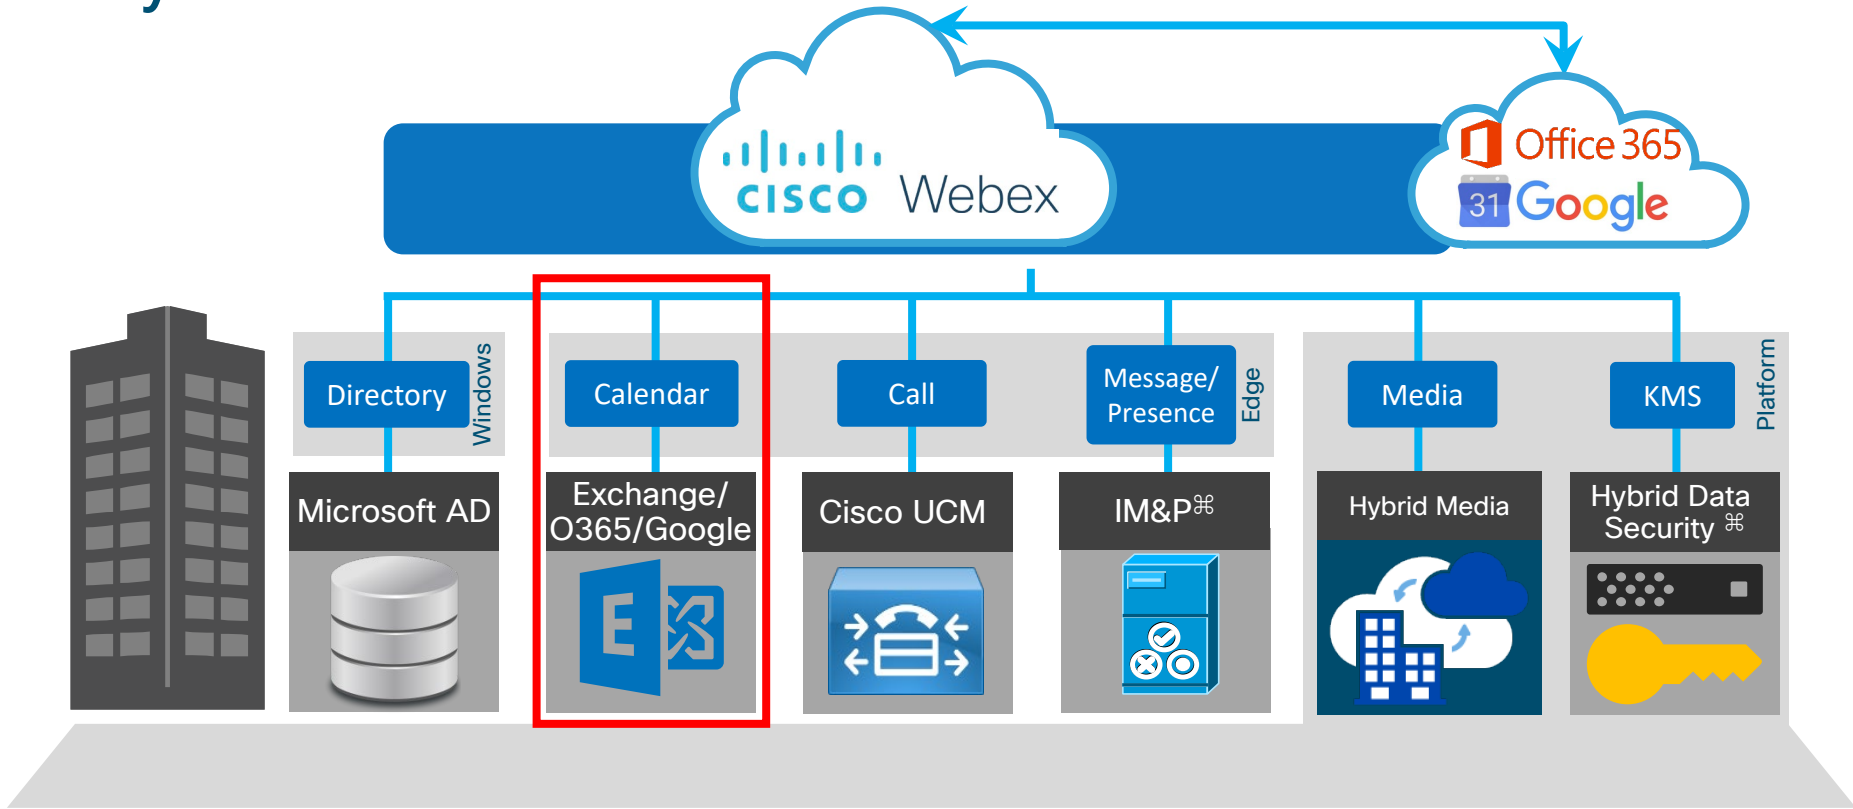 CISCO Webex
Office 365
31 Google
Directory
Windows
Calendar
Call
Message/
Presence
Edge
Media
KMS
Platform
Microsoft AD
Exchange/
O365/Google
Cisco UCM
IM&P⌘
Hybrid Media
Hybrid Data
Security ⌘
E